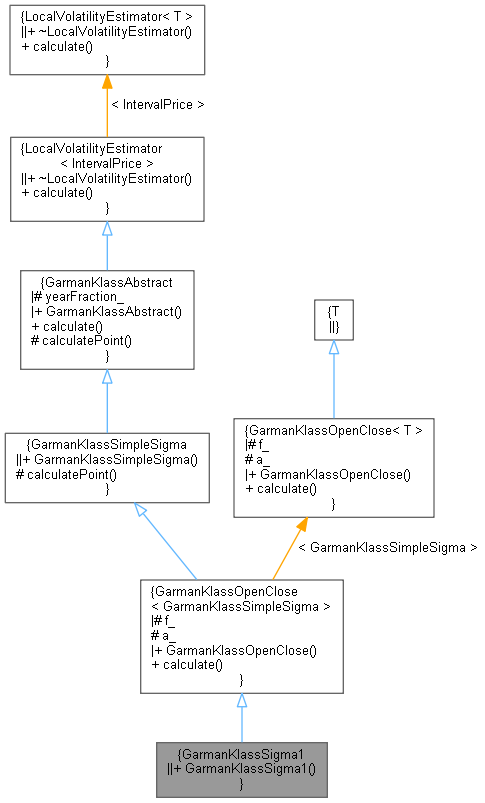 {LocalVolatilityEstimator< T >
||+ ~LocalVolatilityEstimator()
+ calculate()
}
< IntervalPrice >
{LocalVolatilityEstimator
< IntervalPrice >
||+ ~LocalVolatilityEstimator()
+ calculate()
}
{GarmanKlassAbstract
|# yearFraction_
|+ GarmanKlassAbstract()
+ calculate()
# calculatePoint()
}
{T
||}
{GarmanKlassSimpleSigma
||+ GarmanKlassSimpleSigma()
# calculatePoint()
}
{GarmanKlassOpenClose< T >
|# f_
# a_
|+ GarmanKlassOpenClose()
+ calculate()
}
< GarmanKlassSimpleSigma >
{GarmanKlassOpenClose
< GarmanKlassSimpleSigma >
|# f_
# a_
|+ GarmanKlassOpenClose()
+ calculate()
}
{GarmanKlassSigma1
||+ GarmanKlassSigma1()
}